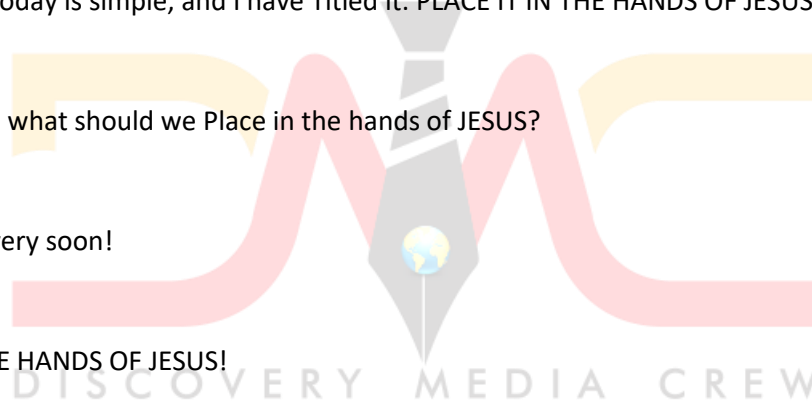 oday is simple, and I have Titled it: PLACE IT IN THE HANDS OF JESUS
what should we Place in the hands of JESUS?
ery soon!
E HANDS OF JESUS!
DISCOVERY MEDIA CREW